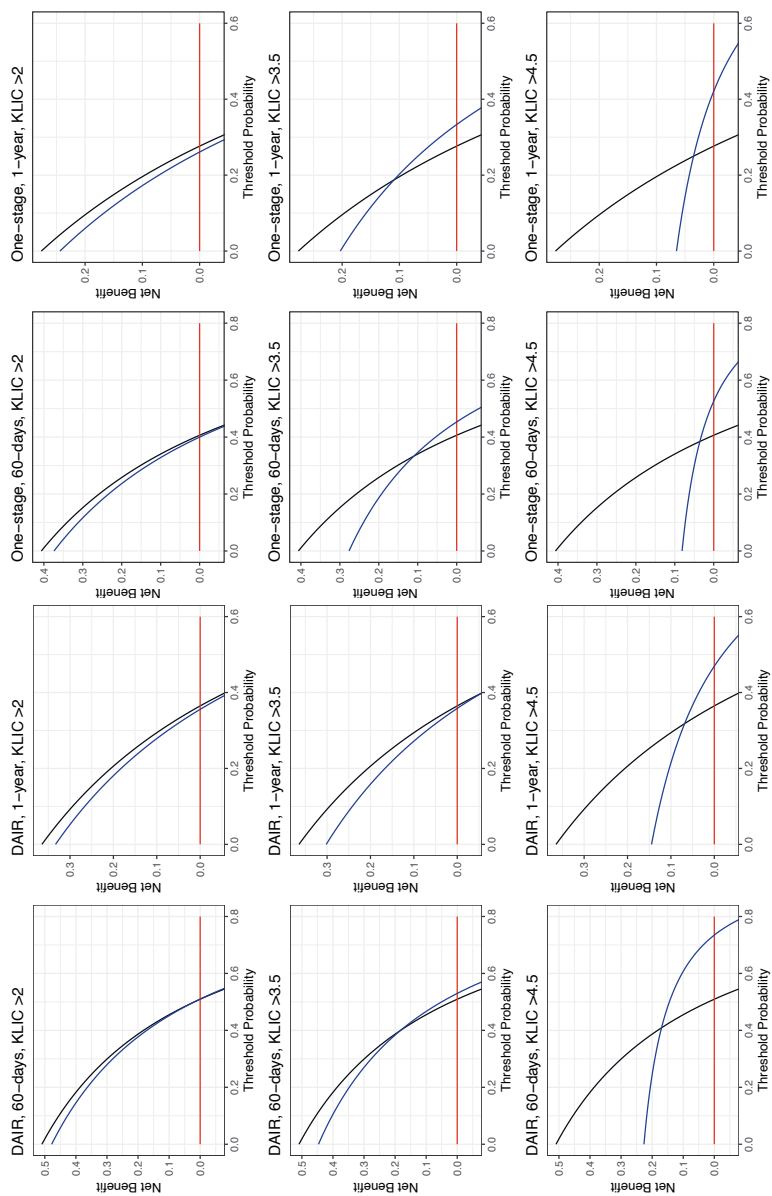 DAIR, 60−days, KLIC >2
Net Benefit
0.5
0.4
0.3
0.2
0.1
0.0
0.0 0.2 0.4 0.6 0.8
Threshold Probability
DAIR, 1−year, KLIC >2
Net Benefit
0.3
0.2
0.1
0.0
0.0 0.2 0.4 0.6
Threshold Probability
One−stage, 60−days, KLIC >2
Net Benefit
0.4
0.3
0.2
0.1
0.0
0.0 0.2 0.4 0.6 0.8
Threshold Probability
One−stage, 1−year, KLIC >2
Net Benefit
0.2
0.1
0.0
0.0 0.2 0.4 0.6
Threshold Probability
DAIR, 60−days, KLIC >3.5
Net Benefit
0.5
0.4
0.3
0.2
0.1
0.0
0.0 0.2 0.4 0.6 0.8
Threshold Probability
DAIR, 1−year, KLIC >3.5
Net Benefit
0.3
0.2
0.1
0.0
0.0 0.2 0.4 0.6
Threshold Probability
One−stage, 60−days, KLIC >3.5
Net Benefit
0.4
0.3
0.2
0.1
0.0
0.0 0.2 0.4 0.6 0.8
Threshold Probability
One−stage, 1−year, KLIC >3.5
Net Benefit
0.2
0.1
0.0
0.0 0.2 0.4 0.6
Threshold Probability
DAIR, 60−days, KLIC >4.5
Net Benefit
0.5
0.4
0.3
0.2
0.1
0.0
0.0 0.2 0.4 0.6 0.8
Threshold Probability
DAIR, 1−year, KLIC >4.5
Net Benefit
0.3
0.2
0.1
0.0
0.0 0.2 0.4 0.6
Threshold Probability
One−stage, 60−days, KLIC >4.5
Net Benefit
0.4
0.3
0.2
0.1
0.0
0.0 0.2 0.4 0.6 0.8
Threshold Probability
One−stage, 1−year, KLIC >4.5
Net Benefit
0.2
0.1
0.0
0.0 0.2 0.4 0.6
Threshold Probability